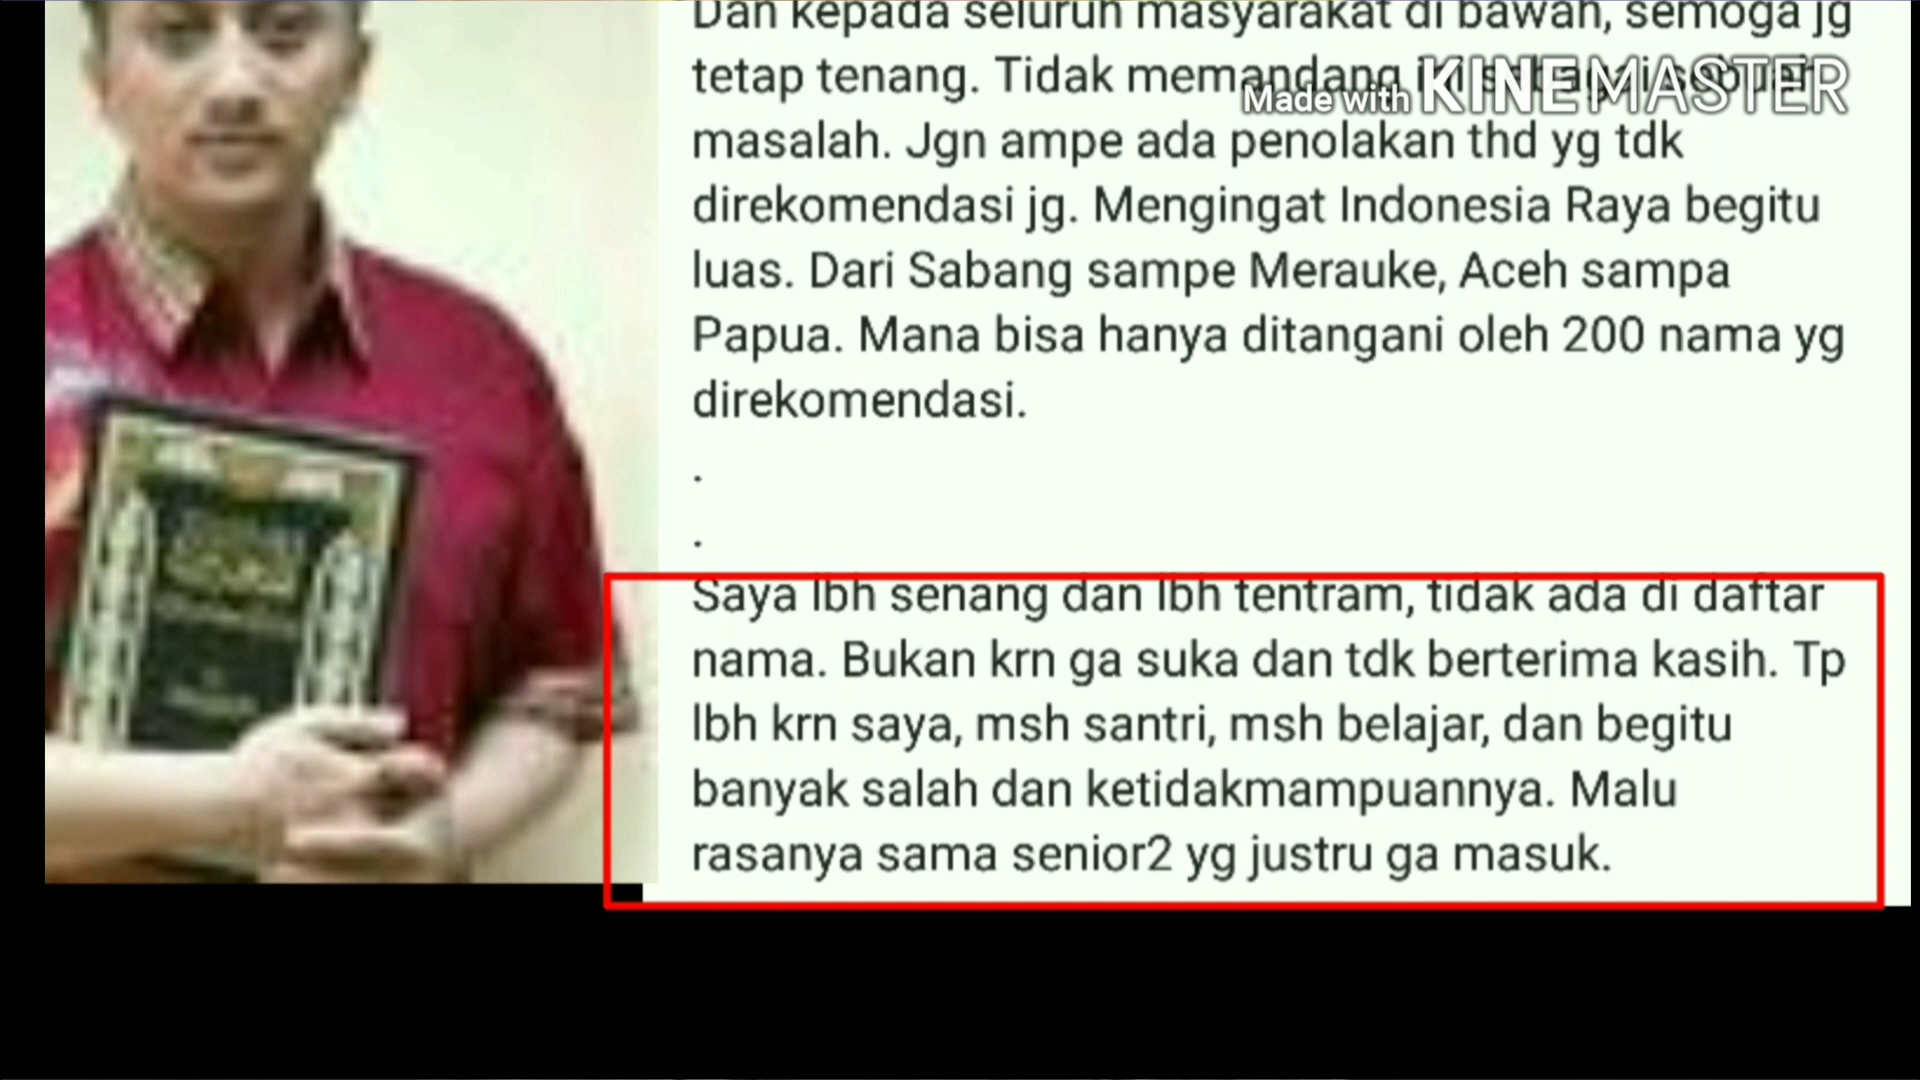 Dan kepada seluruh masyarakat di bawah, semoga jg
tetap tenang. Tidak memandang ini sebagai sebuah
Made with KINEMASTER
masalah. Jgn ampe ada penolakan thd yg tdk
direkomendasi jg. Mengingat Indonesia Raya begitu
luas. Dari Sabang sampe Merauke, Aceh sampa
Papua. Mana bisa hanya ditangani oleh 200 nama yg
direkomendasi.
.
.
Saya lbh senang dan lbh tentram, tidak ada di daftar
nama. Bukan krn ga suka dan tdk berterima kasih. Tp
lbh krn saya, msh santri, msh belajar, dan begitu
banyak salah dan ketidakmampuannya. Malu
rasanya sama senior2 yg justru ga masuk.